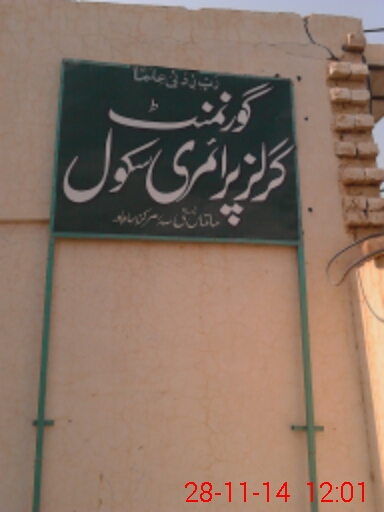 رب زدنی علما
گورنمنٹ
گرلز پرائمری سکول
28-11-14 12:01